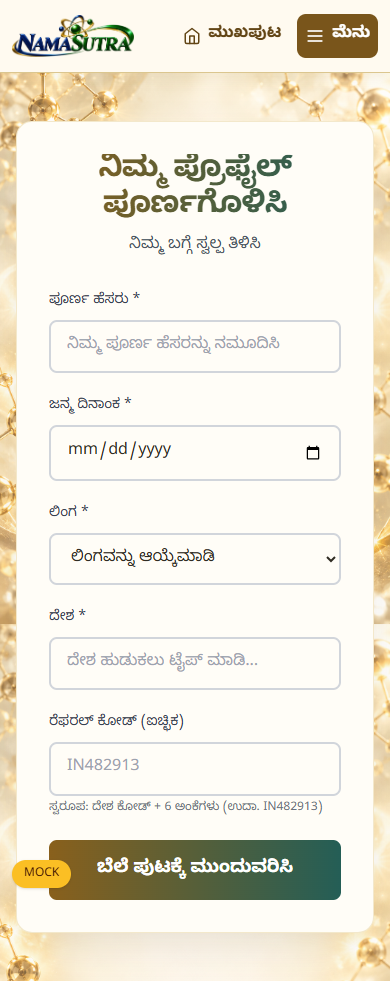 NAMASUTRA
ಮುಖಪುಟ
ಮೆನು
ನಿಮ್ಮ ಪ್ರೊಫೈಲ್
ಪೂರ್ಣಗೊಳಿಸಿ
ನಿಮ್ಮ ಬಗ್ಗೆ ಸ್ವಲ್ಪ ತಿಳಿಸಿ
ಪೂರ್ಣ ಹೆಸರು *
ನಿಮ್ಮ ಪೂರ್ಣ ಹೆಸರನ್ನು ನಮೂದಿಸಿ
ಜನ್ಮ ದಿನಾಂಕ *
mm/dd/yyyy
ಲಿಂಗ *
ಲಿಂಗವನ್ನು ಆಯ್ಕೆಮಾಡಿ
ದೇಶ *
ದೇಶ ಹುಡುಕಲು ಟೈಪ್ ಮಾಡಿ...
ರೆಫರಲ್ ಕೋಡ್ (ಐಚ್ಛಿಕ)
IN482913
ಸ್ವರೂಪ: ದೇಶ ಕೋಡ್ + 6 ಅಂಕೆಗಳು (ಉದಾ. IN482913)
ಬೆಲೆ ಪುಟಕ್ಕೆ ಮುಂದುವರಿಸಿ
MOCK